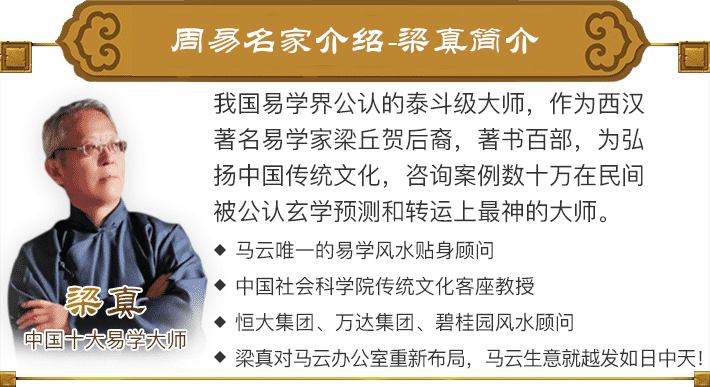 周易名家介绍-梁真简介
我国易学界公认的泰斗级大师，作为西汉
著名易学家梁丘贺后裔，著书百部，为弘
扬中国传统文化，咨询案例数十万在民间
被公认玄学预测和转运上最神的大师。
◆ 马云唯一的易学风水贴身顾问
◆ 中国社会科学院传统文化客座教授
◆ 恒大集团、万达集团、碧桂园风水顾问
◆ 梁真对马云办公室重新布局，马云生意就越发如日中天!
梁真
中国十大易学大师